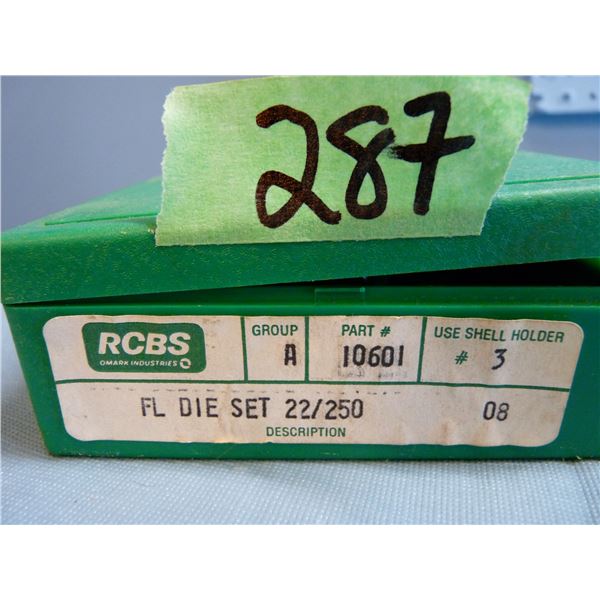 287
RCBS
OMARK INDUSTRIES
GROUP
A
PART #
10601
USE SHELL HOLDER
# 3
FL DIE SET 22/250 08
DESCRIPTION